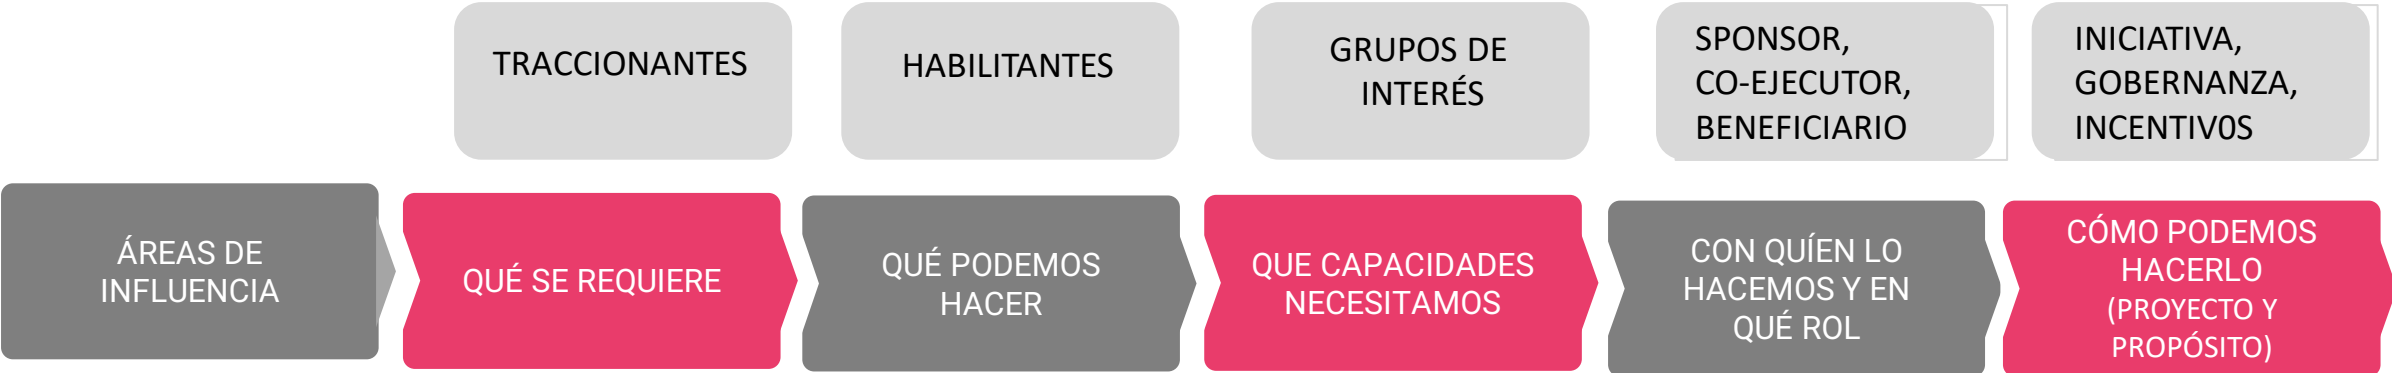 TRACCIONANTES
HABILITANTES
GRUPOS DE
INTERÉS
SPONSOR,
CO-EJECUTOR,
BENEFICIARIO
INICIATIVA,
GOBERNANZA,
INCENTIV0S
ÁREAS DE
INFLUENCIA
QUÉ SE REQUIERE
QUÉ PODEMOS
HACER
QUE CAPACIDADES
NECESITAMOS
CON QUÍEN LO
HACEMOS Y EN
QUÉ ROL
CÓMO PODEMOS
HACERLO
(PROYECTO Y
PROPÓSITO)